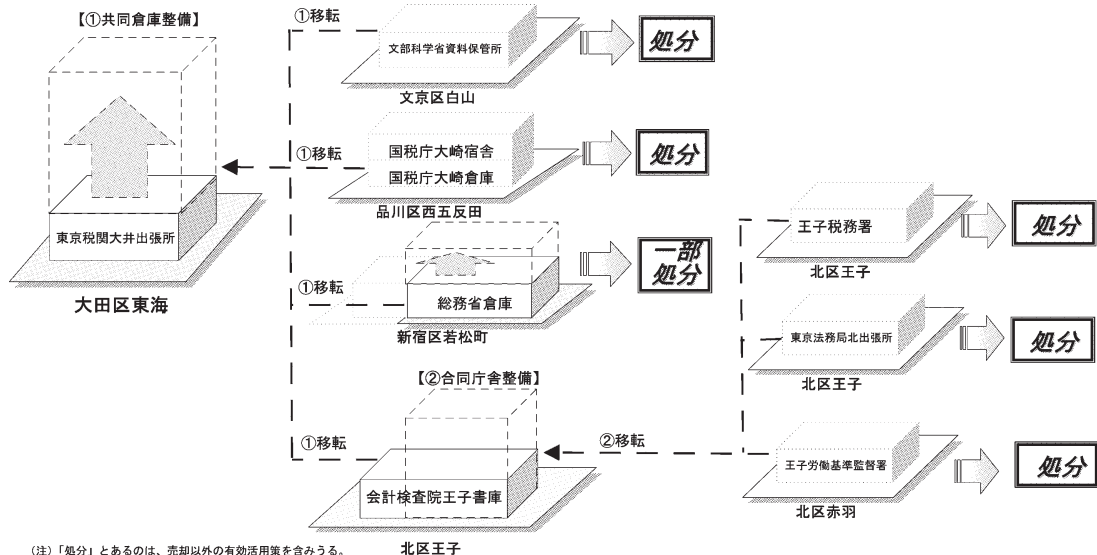 【①共同倉庫整備】
東京税関大井出張所
大田区東海
①移転
文部科学省資料保管所
文京区白山
処分
①移転
国税庁大崎宿舎
国税庁大崎倉庫
品川区西五反田
処分
①移転
総務省倉庫
新宿区若松町
一部
処分
【②合同庁舎整備】
①移転
会計検査院王子書庫
北区王子
②移転
王子税務署
北区王子
処分
東京法務局北出張所
北区王子
処分
王子労働基準監督署
北区赤羽
処分
(注)「処分」とあるのは、売却以外の有効活用策を含みうる。